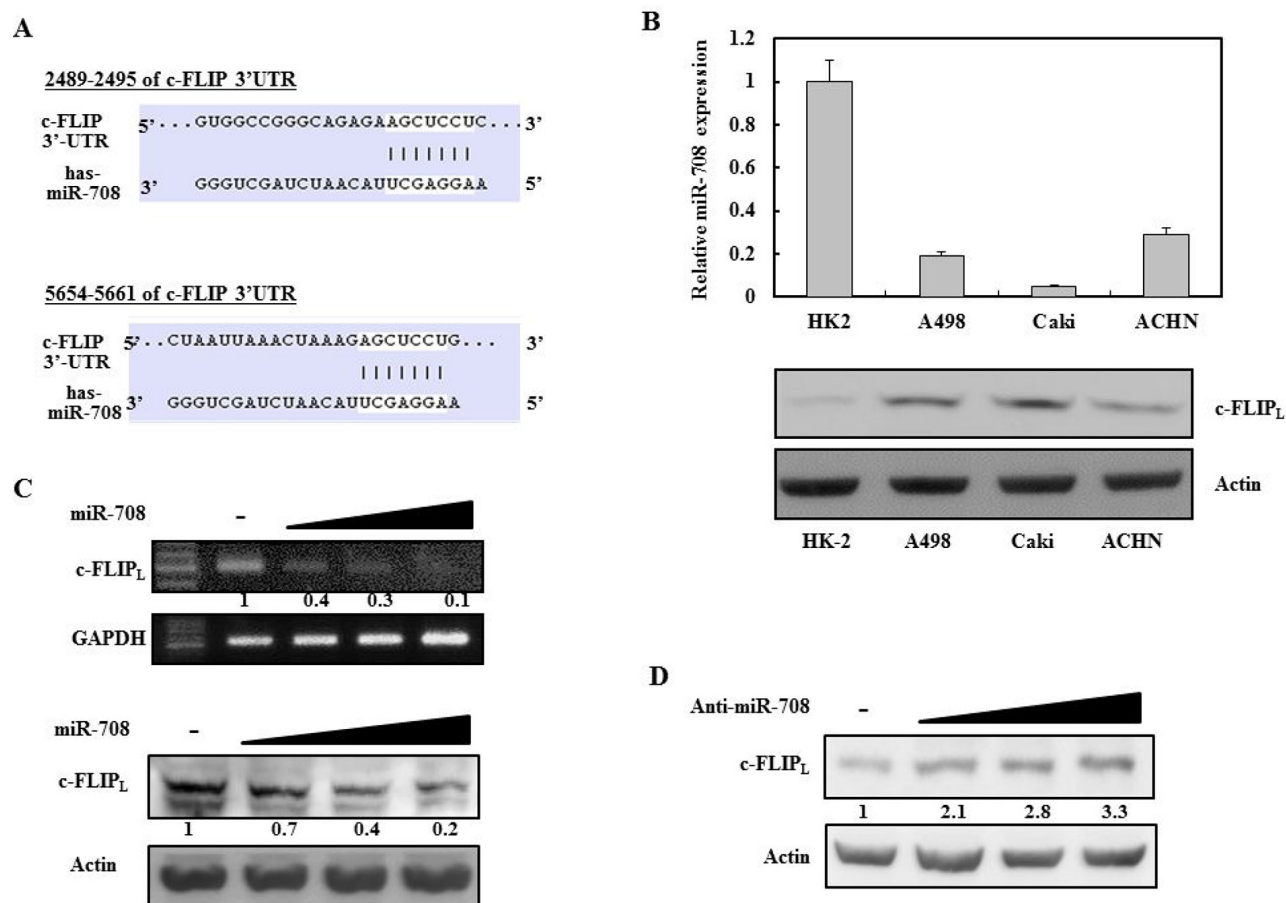 A
2489-2495 of c-FLIP 3'UTR
c-FLIP 5' ...GUGGCCGGGCAGAGAAGCUCCUC... 3'
3'-UTR
has-
miR-708 3' GGGUCGAUCUAACAUUCGAGGAA 5'
5654-5661 of c-FLIP 3'UTR
c-FLIP 5'...CUAAUUAAACUAAAGAGCUCCUG... 3'
3'-UTR
has-
miR-708 3' GGGUCGAUCUAACAUUCGAGGAA 5'
B
Relative miR-708 expression
1.2
1
0.8
0.6
0.4
0.2
0
HK2 A498 Caki ACHN
c-FLIPL
Actin
HK-2 A498 Caki ACHN
C
miR-708 -
c-FLIPL
1 0.4 0.3 0.1
GAPDH
miR-708 -
c-FLIPL
1 0.7 0.4 0.2
Actin
D
Anti-miR-708 -
c-FLIPL
1 2.1 2.8 3.3
Actin